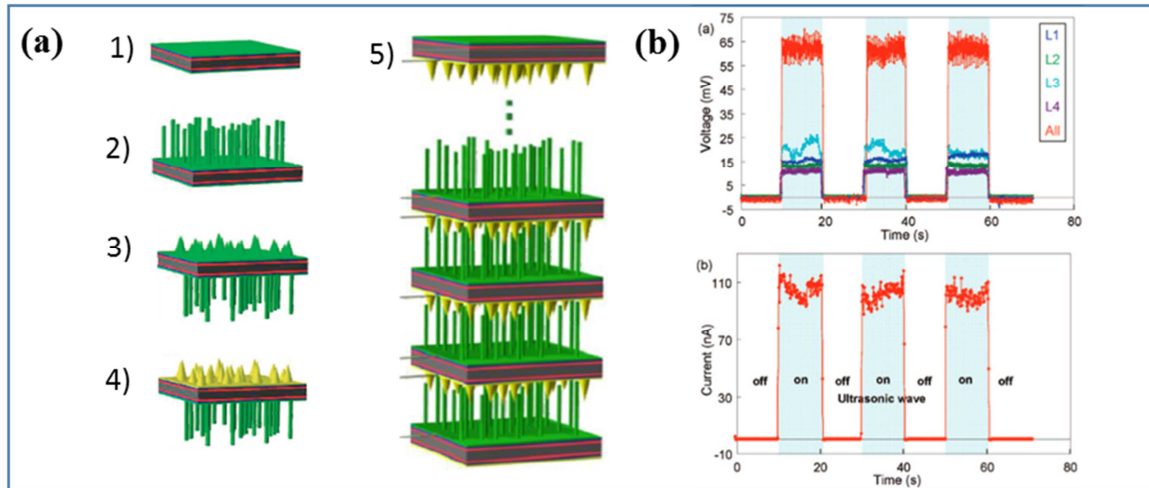 (a)
1)
2)
3)
4)
5)
(b)
(a)
Voltage (mV)
75
65
55
45
35
25
15
5
-5
L1
L2
L3
L4
All
0 20 40 60 80
Time (s)
(b)
Current (nA)
110
70
30
-10
off on off on off on off
Ultrasonic wave
0 20 40 60 80
Time (s)